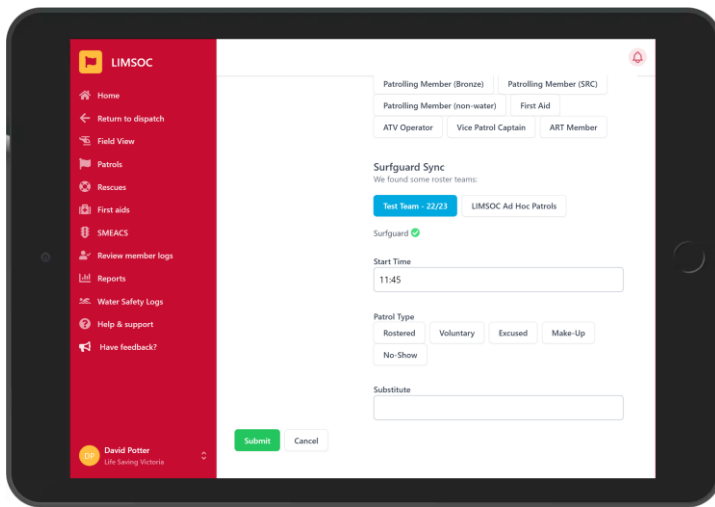 LIMSOC
Home
Return to dispatch
Field View
Patrols
Rescues
First aids
SMEACS
Review member logs
Reports
Water Safety Logs
Help & support
Have feedback?
DP
David Potter
Life Saving Victoria
Patrolling Member (Bronze)
Patrolling Member (SRC)
Patrolling Member (non-water)
First Aid
ATV Operator
Vice Patrol Captain
ART Member
Surfguard Sync
We found some roster teams:
Test Team - 22/23
LIMSOC Ad Hoc Patrols
Surfguard
Start Time
11:45
Patrol Type
Rostered
Voluntary
Excused
Make-Up
No-Show
Substitute
Submit
Cancel